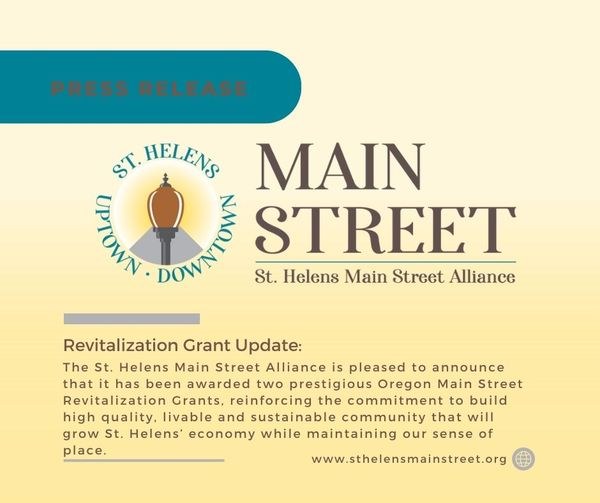 PRESS RELEASE
ST. HELENS
UPTOWN · DOWNTOWN
MAIN
STREET
St. Helens Main Street Alliance
Revitalization Grant Update:
The St. Helens Main Street Alliance is pleased to announce
that it has been awarded two prestigious Oregon Main Street
Revitalization Grants, reinforcing the commitment to build
high quality, livable and sustainable community that will
grow St. Helens' economy while maintaining our sense of
place.
www.sthelensmainstreet.org